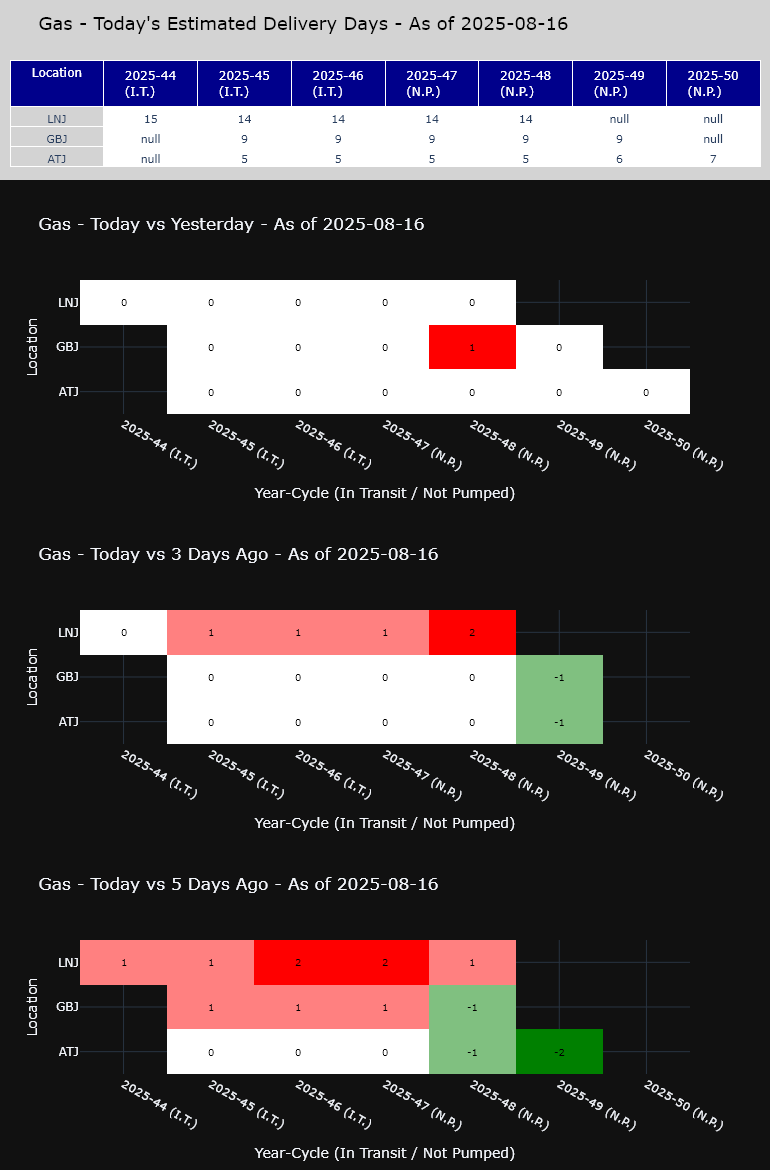 Gas - Today's Estimated Delivery Days - As of 2025-08-16
Location 2025-44 (I.T.) 2025-45 (I.T.) 2025-46 (I.T.) 2025-47 (N.P.) 2025-48 (N.P.) 2025-49 (N.P.) 2025-50 (N.P.)
LNJ 15 14 14 14 14 null null
GBJ null 9 9 9 9 9 null
ATJ null 5 5 5 5 6 7
Gas - Today vs Yesterday - As of 2025-08-16
Location
LNJ 0 0 0 0 0
GBJ 0 0 0 1 0
ATJ 0 0 0 0 0 0
2025-44 (I.T.) 2025-45 (I.T.) 2025-46 (I.T.) 2025-47 (N.P.) 2025-48 (N.P.) 2025-49 (N.P.) 2025-50 (N.P.)
Year-Cycle (In Transit / Not Pumped)
Gas - Today vs 3 Days Ago - As of 2025-08-16
Location
LNJ 0 1 1 1 2
GBJ 0 0 0 0 -1
ATJ 0 0 0 0 -1
2025-44 (I.T.) 2025-45 (I.T.) 2025-46 (I.T.) 2025-47 (N.P.) 2025-48 (N.P.) 2025-49 (N.P.) 2025-50 (N.P.)
Year-Cycle (In Transit / Not Pumped)
Gas - Today vs 5 Days Ago - As of 2025-08-16
Location
LNJ 1 1 2 2 1
GBJ 1 1 1 -1
ATJ 0 0 0 -1 -2
2025-44 (I.T.) 2025-45 (I.T.) 2025-46 (I.T.) 2025-47 (N.P.) 2025-48 (N.P.) 2025-49 (N.P.) 2025-50 (N.P.)
Year-Cycle (In Transit / Not Pumped)